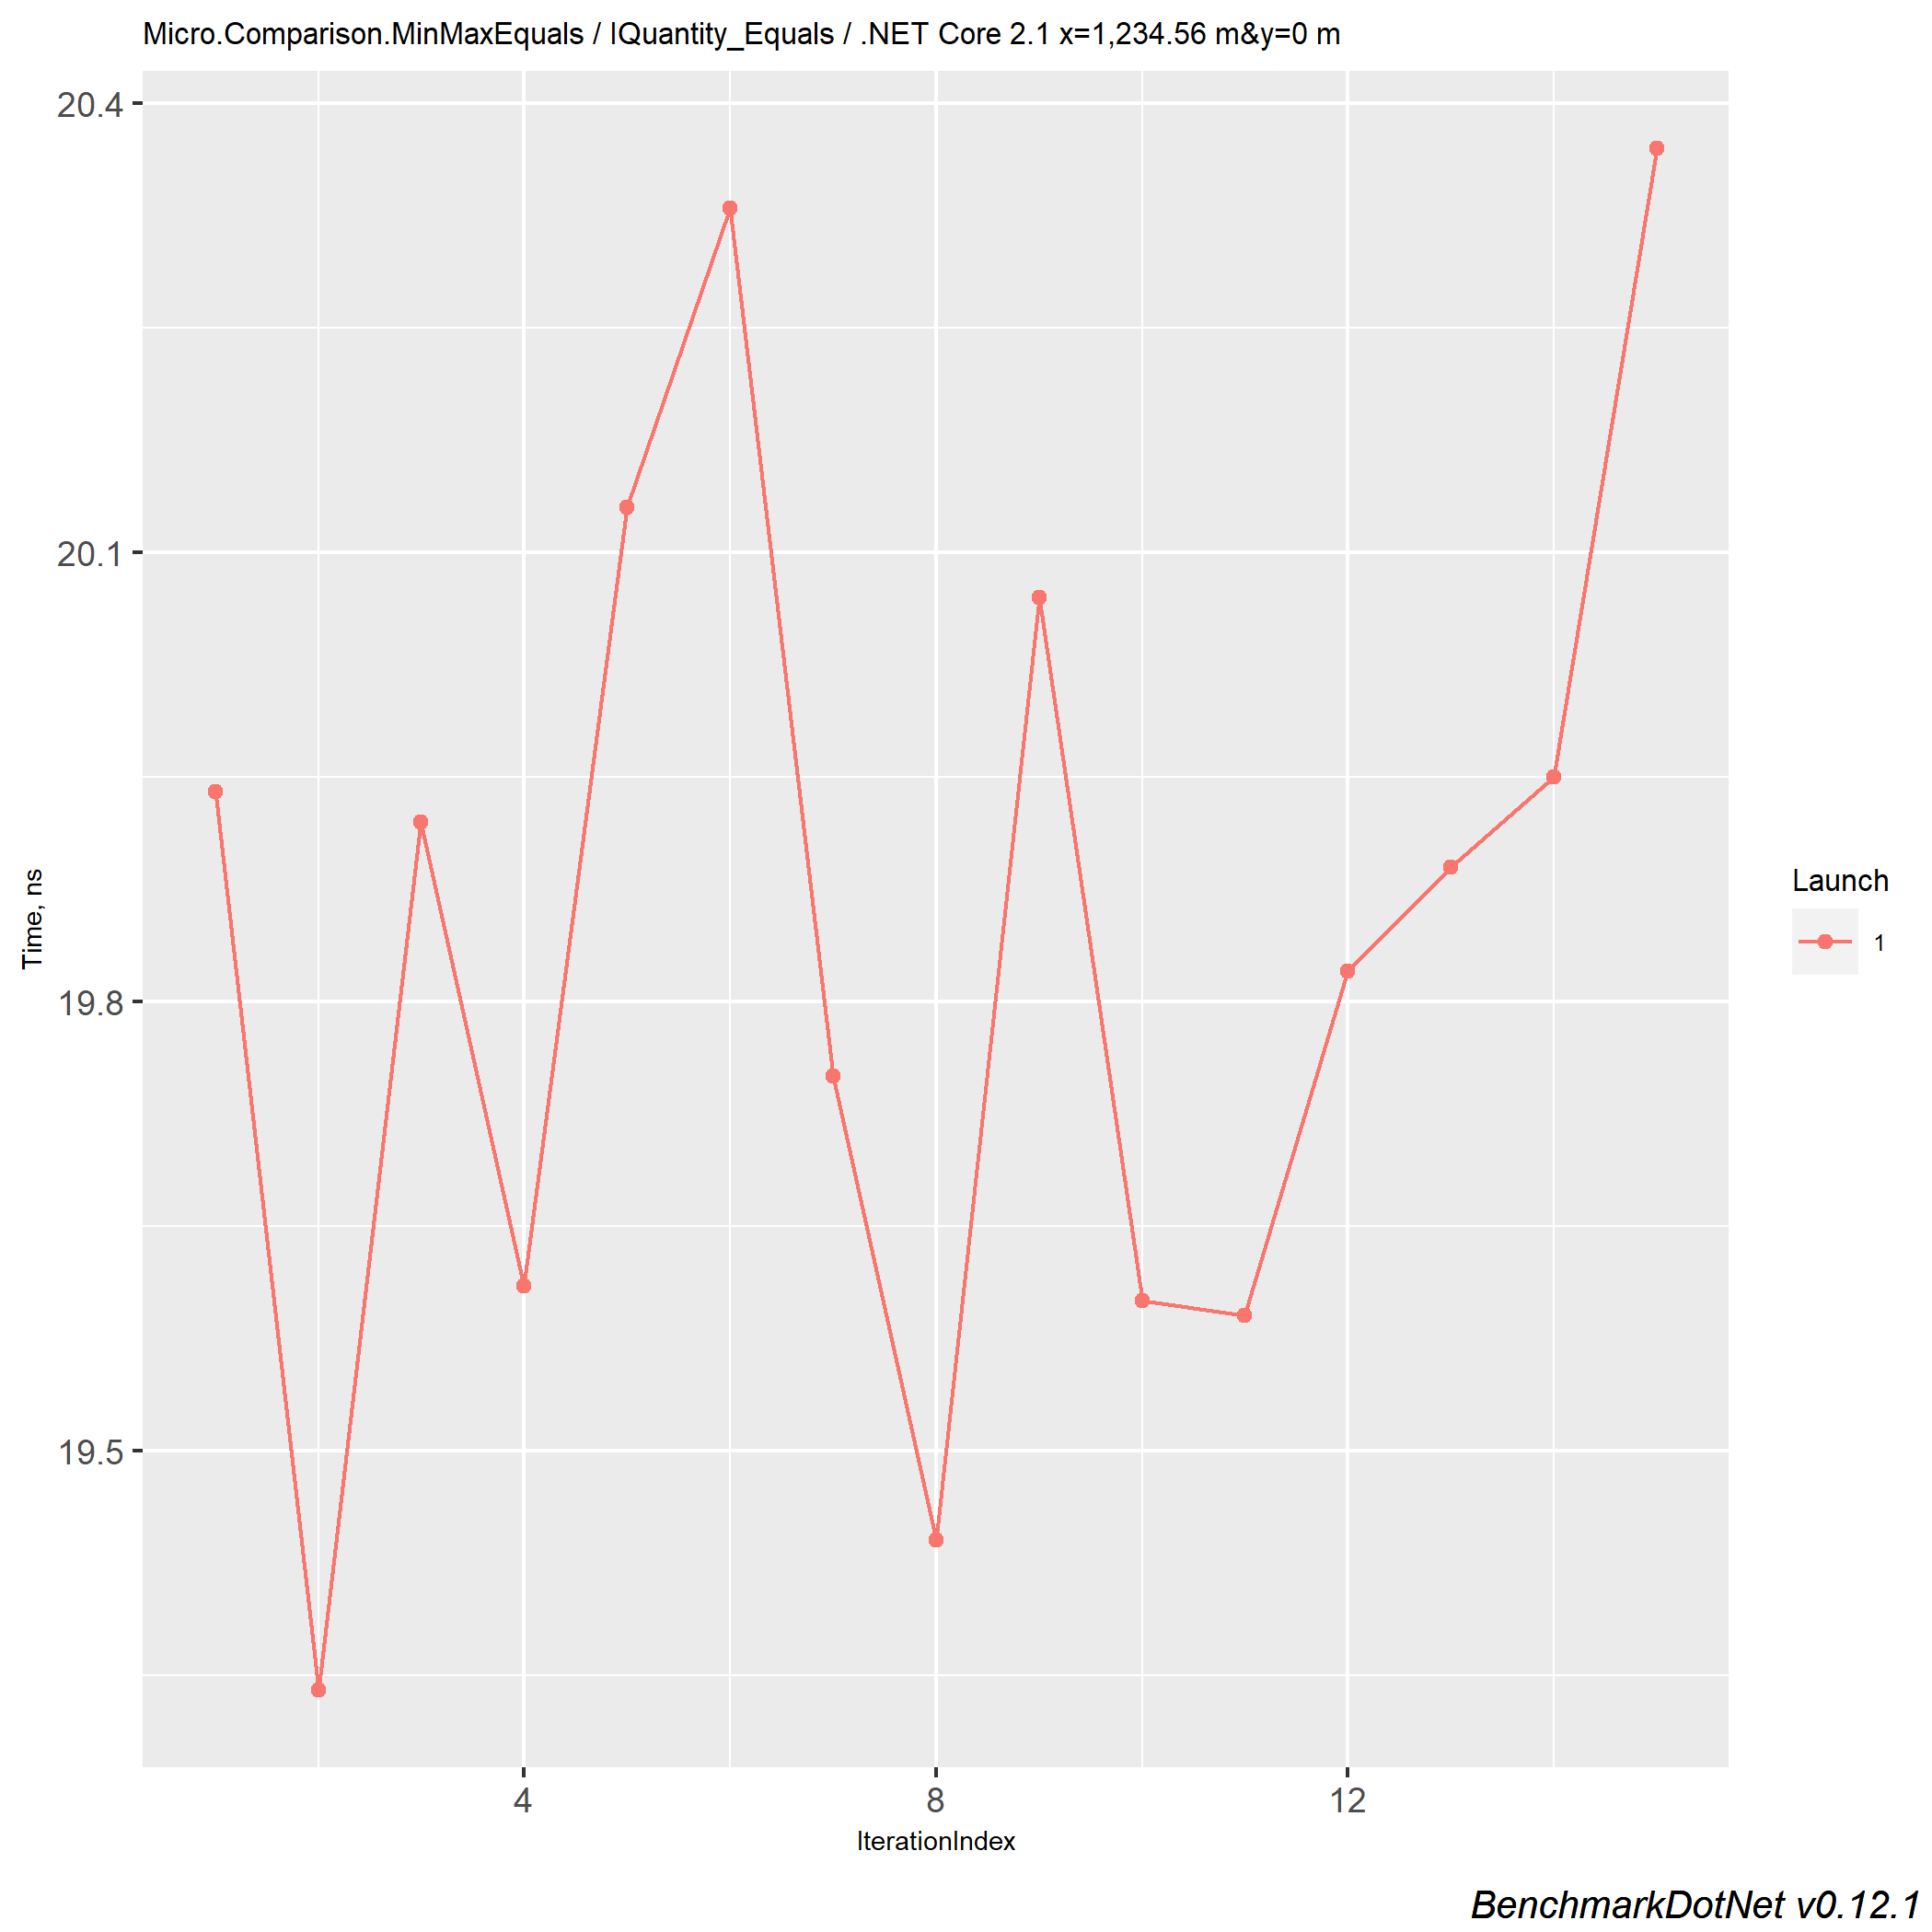 Micro.Comparison.MinMaxEquals / IQuantity_Equals / .NET Core 2.1 x=1,234.56 m&y=0 m
20.4
20.1
19.8
19.5
Time, ns
4
8
12
IterationIndex
Launch
1
BenchmarkDotNet v0.12.1